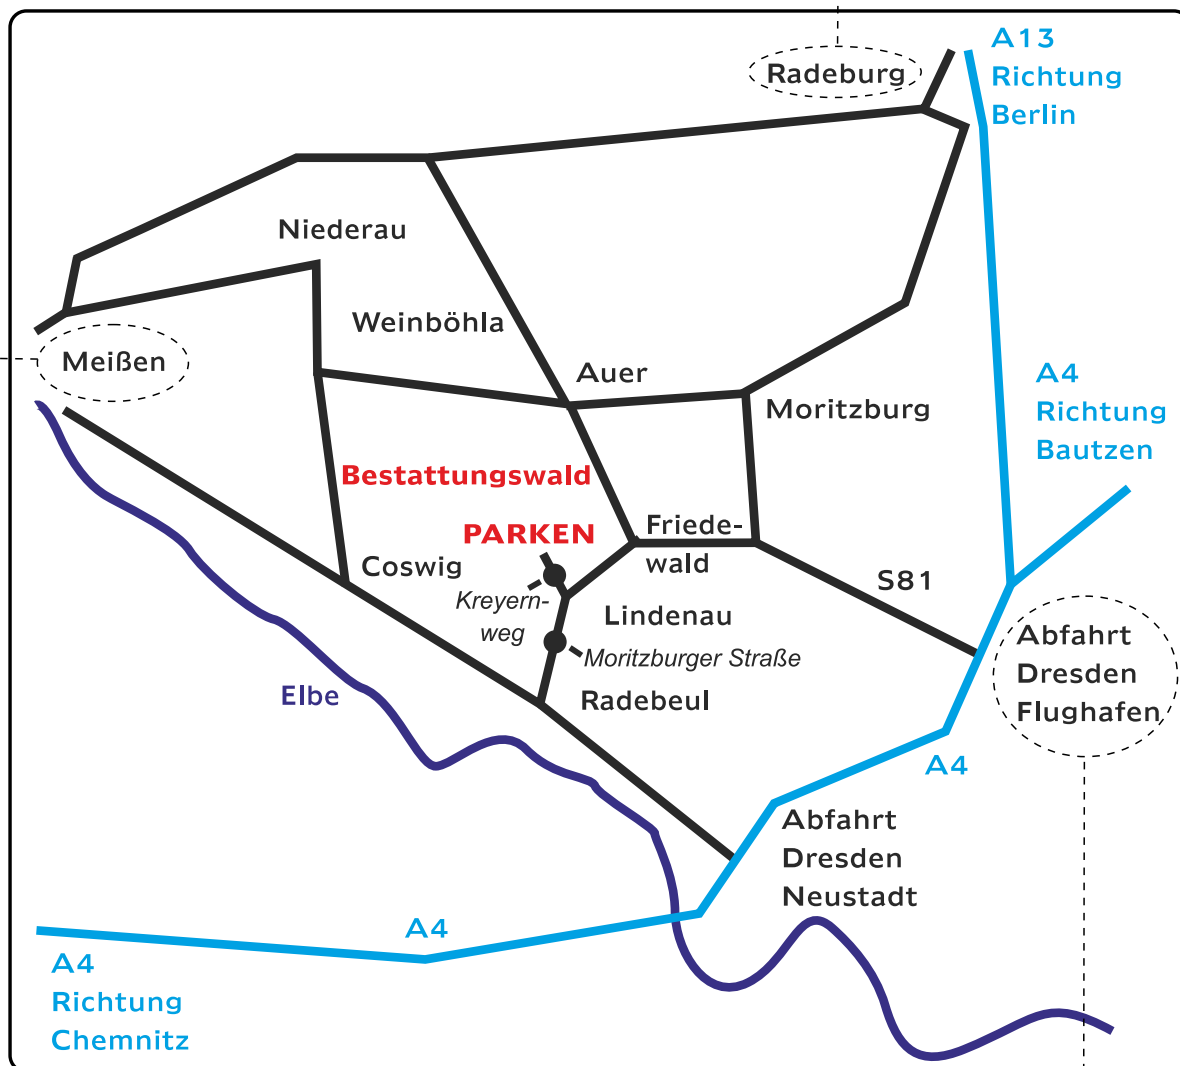 A13
Richtung
Berlin
Radeburg
Niederau
Weinböhla
Meißen
Auer
A4
Richtung
Bautzen
Moritzburg
Bestattungswald
PARKEN
Friede-
wald
Coswig
S81
Kreyern-
weg
Lindenau
Moritzburger Straße
Abfahrt
Dresden
Flughafen
Elbe
Radebeul
A4
Abfahrt
Dresden
Neustadt
A4
A4
Richtung
Chemnitz